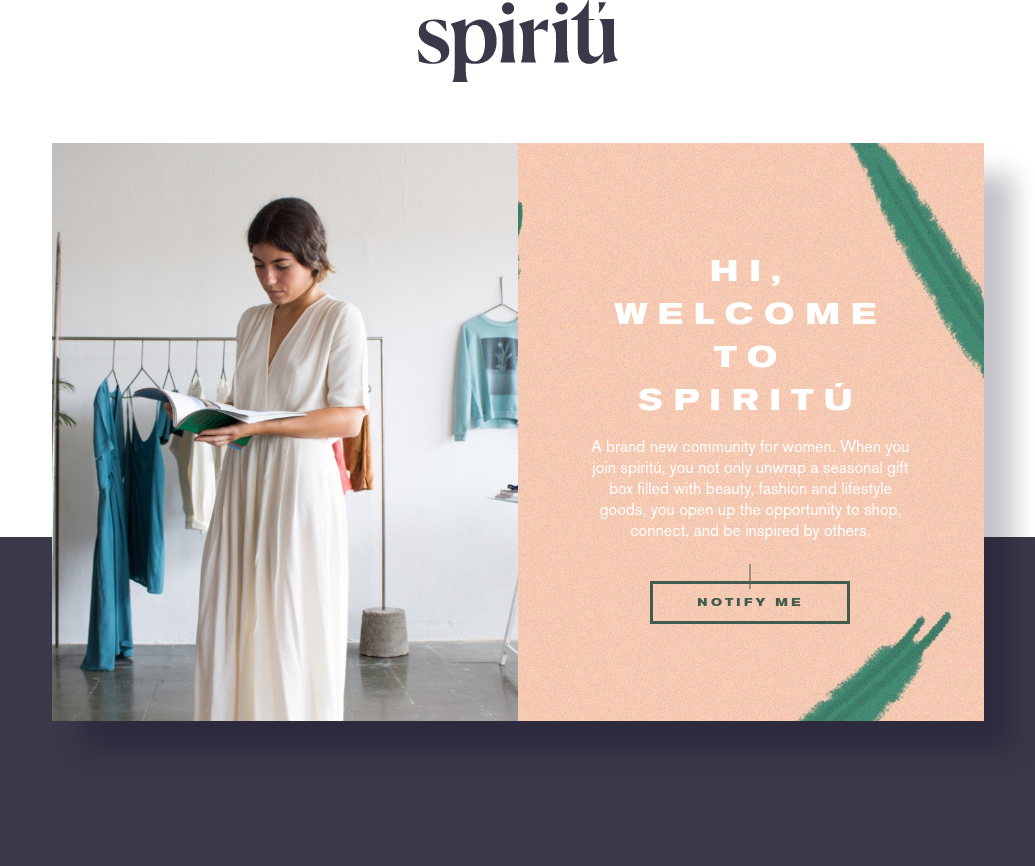 spiritú
HI,
WELCOME
TO
SPIRITÚ
A brand new community for women. When you
join spiritú, you not only unwrap a seasonal gift
box filled with beauty, fashion and lifestyle
goods, you open up the opportunity to shop,
connect, and be inspired by others.
NOTIFY ME